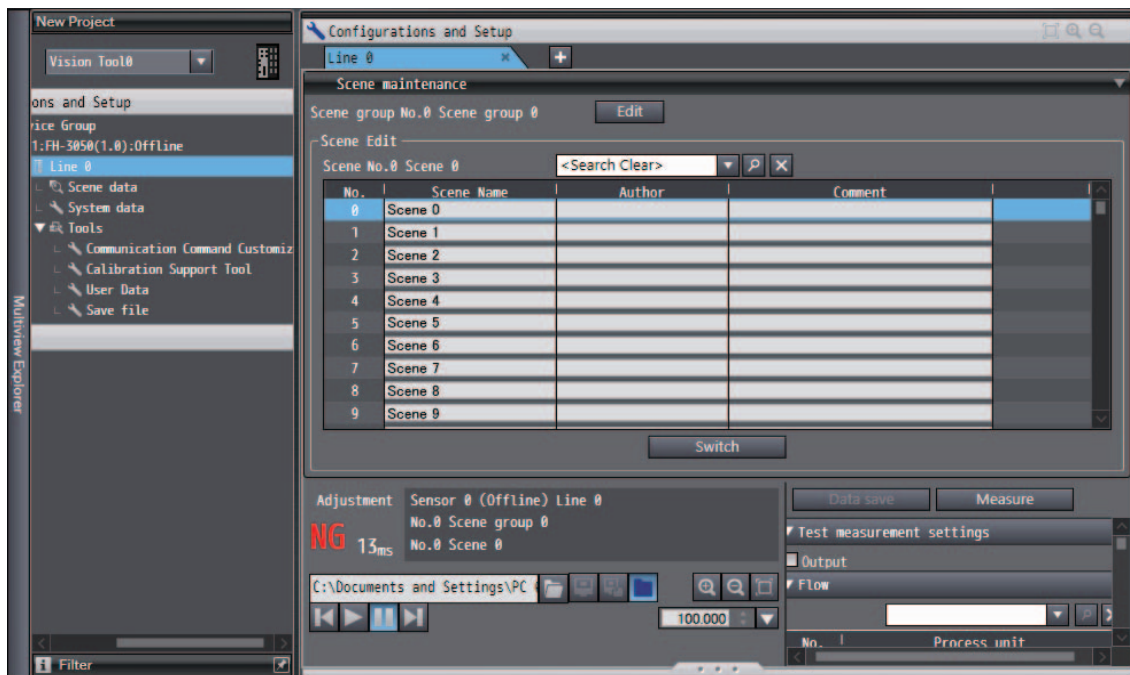 New Project
Vision Tool0
ons and Setup
ice Group
1:FH-3050(1.0):Offline
Line 0
Scene data
System data
Tools
Communication Command Customiz
Calibration Support Tool
User Data
Save file
Multiview Explorer
Filter
Configurations and Setup
Line 0
Scene maintenance
Scene group No.0 Scene group 0
Edit
Scene Edit
Scene No.0 Scene 0
<Search Clear>
No. Scene Name Author Comment
0 Scene 0
1 Scene 1
2 Scene 2
3 Scene 3
4 Scene 4
5 Scene 5
6 Scene 6
7 Scene 7
8 Scene 8
9 Scene 9
Switch
Adjustment
NG 13ms
Sensor 0 (Offline) Line 0
No.0 Scene group 0
No.0 Scene 0
C:\Documents and Settings\PC
100.000
Data save
Measure
Test measurement settings
Output
Flow
No. Process unit